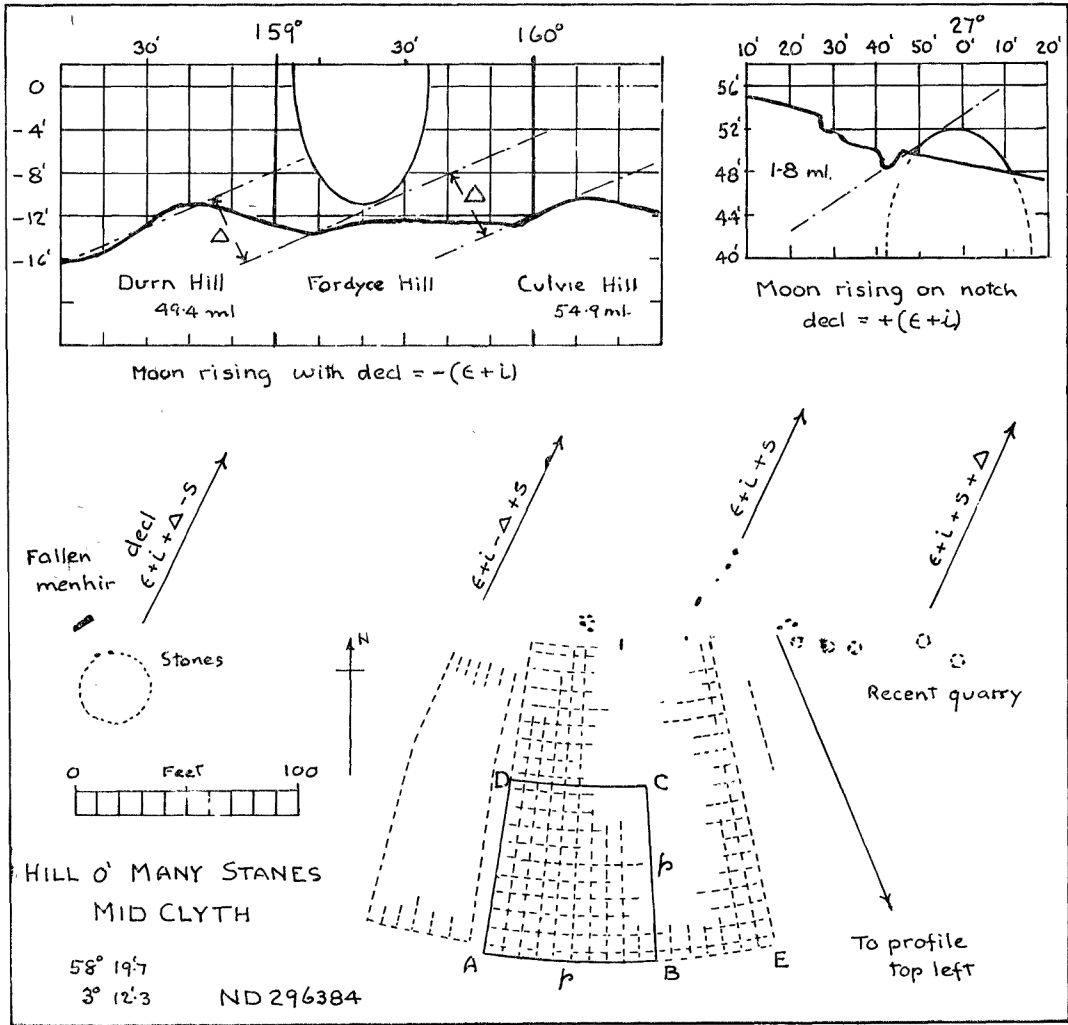 30' 159° 30' 160°
0
-4'
-8'
-12'
-16'
Δ
Δ
Durn Hill
49.4 ml
Fordyce Hill
Culvie Hill
54.9 ml.
Moon rising with decl = -(ϵ+i)
27°
10' 20' 30' 40' 50' 0' 10' 20'
56'
52'
48'
44'
40'
1.8 ml.
Moon rising on notch
decl = +(ϵ+i)
decl
ϵ+i+Δ-s
ϵ+i-Δ+s
ϵ+i+s
ϵ+i+s+Δ
Fallen
menhir
Stones
N
Recent quarry
0 Feet 100
D
C
p
A
p
B
E
HILL O' MANY STANES
MID CLYTH
58° 19'.7
3° 12'.3
ND 296384
To profile
top left